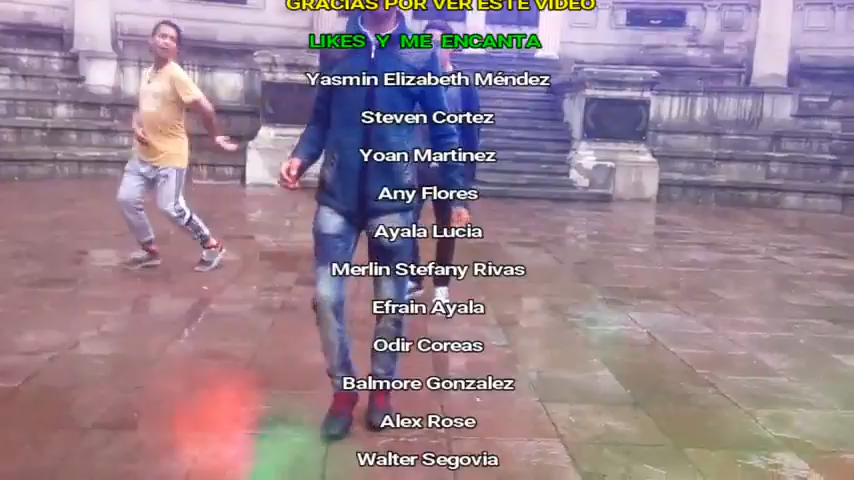 GRACIAS POR VER ESTE VIDEO
LIKES Y ME ENCANTA
Yasmin Elizabeth Méndez
Steven Cortez
Yoan Martinez
Any Flores
Ayala Lucia
Merlin Stefany Rivas
Efrain Ayala
Odir Coreas
Balmore Gonzalez
Alex Rose
Walter Segovia